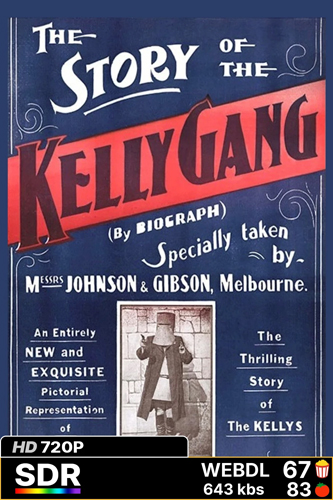 THE
STORY
OF
THE
KELLY GANG
(By BIOGRAPH)
Specially taken
by-
MESSRS JOHNSON & GIBSON, Melbourne.
An Entirely
NEW and
EXQUISITE
Pictorial
Representation
of
The
Thrilling
Story
of
The KELLYS
HD 720P
SDR
WEBDL
643 kbs
67
83